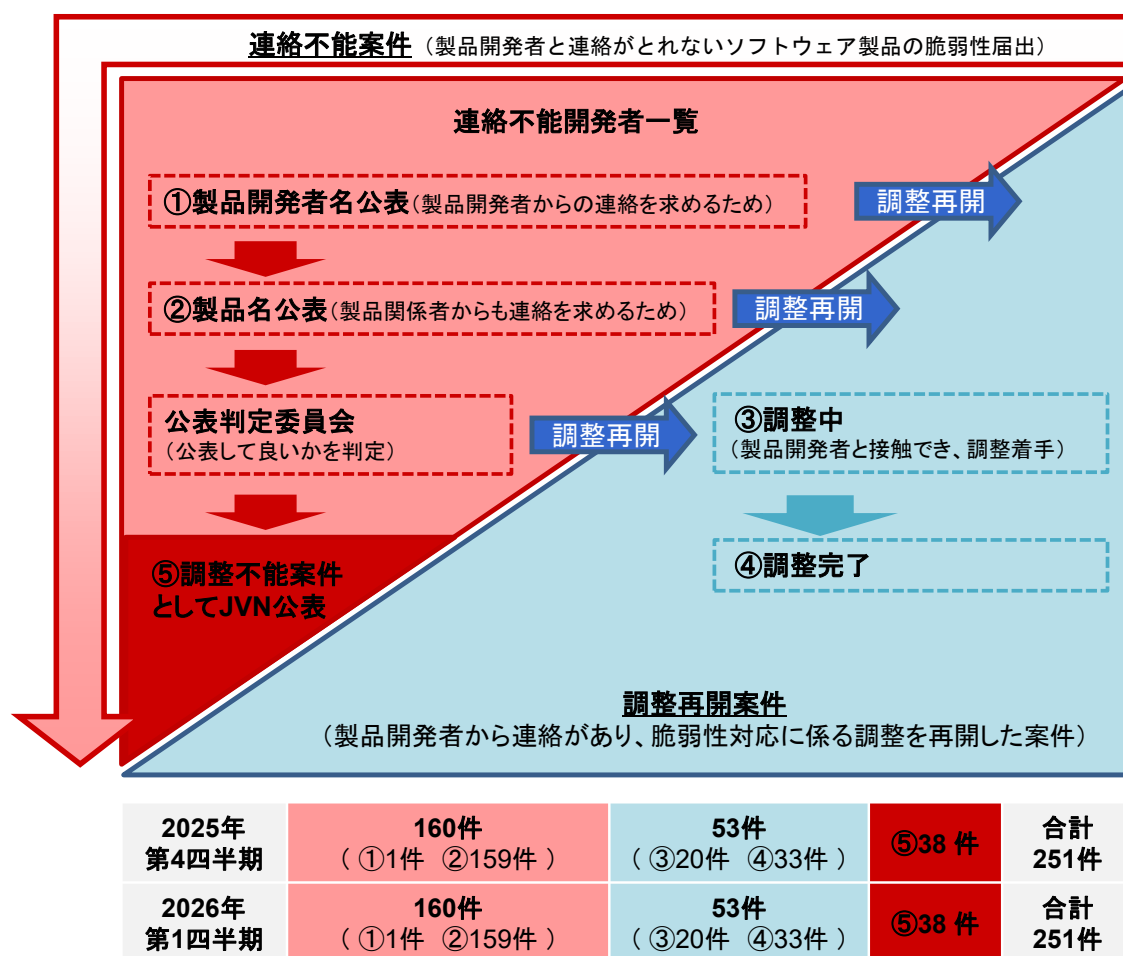 連絡不能案件（製品開発者と連絡がとれないソフトウェア製品の脆弱性届出）
連絡不能開発者一覧
①製品開発者名公表(製品開発者からの連絡を求めるため)
調整再開
②製品名公表(製品関係者からも連絡を求めるため)
調整再開
公表判定委員会
(公表して良いかを判定)
調整再開
③調整中
(製品開発者と接触でき、調整着手)
④調整完了
⑤調整不能案件
としてJVN公表
調整再開案件
（製品開発者から連絡があり、脆弱性対応に係る調整を再開した案件）
2025年
第4四半期
160件
( ①1件 ②159件 )
53件
( ③20件 ④33件 )
⑤38 件
合計
251件
2026年
第1四半期
160件
( ①1件 ②159件 )
53件
( ③20件 ④33件 )
⑤38 件
合計
251件